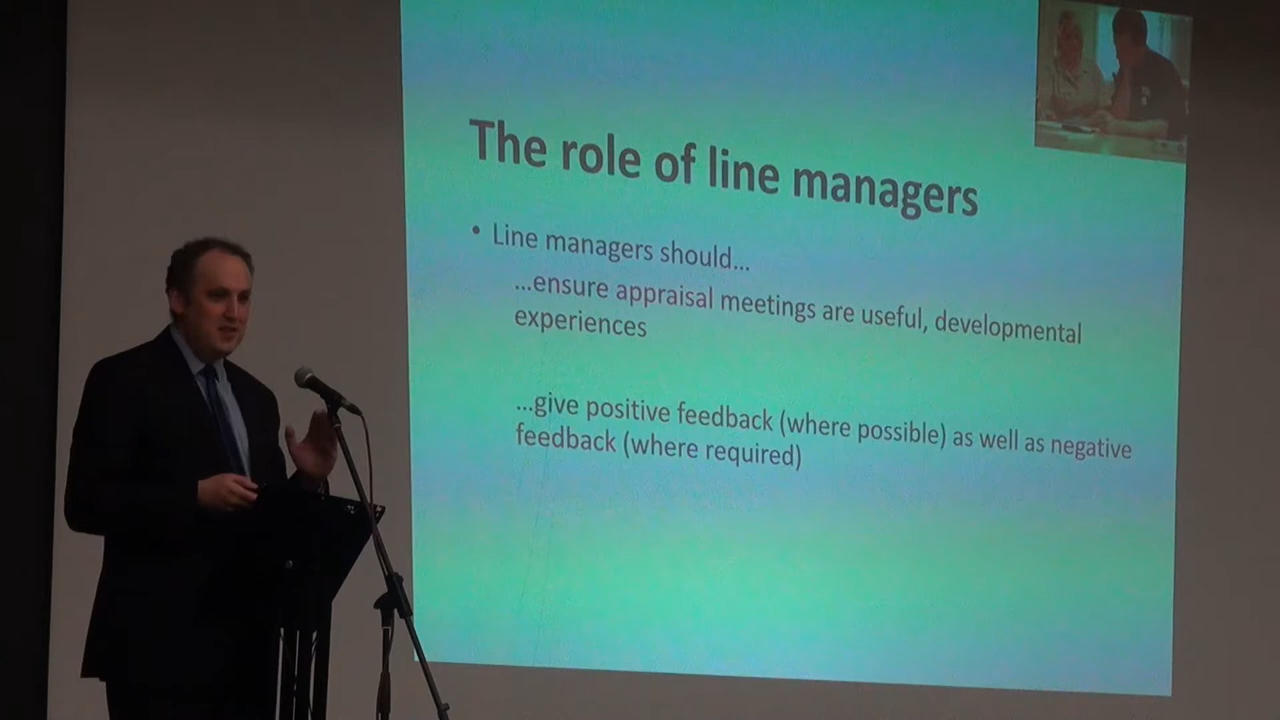 The role of line managers
• Line managers should...
...ensure appraisal meetings are useful, developmental
experiences
...give positive feedback (where possible) as well as negative
feedback (where required)